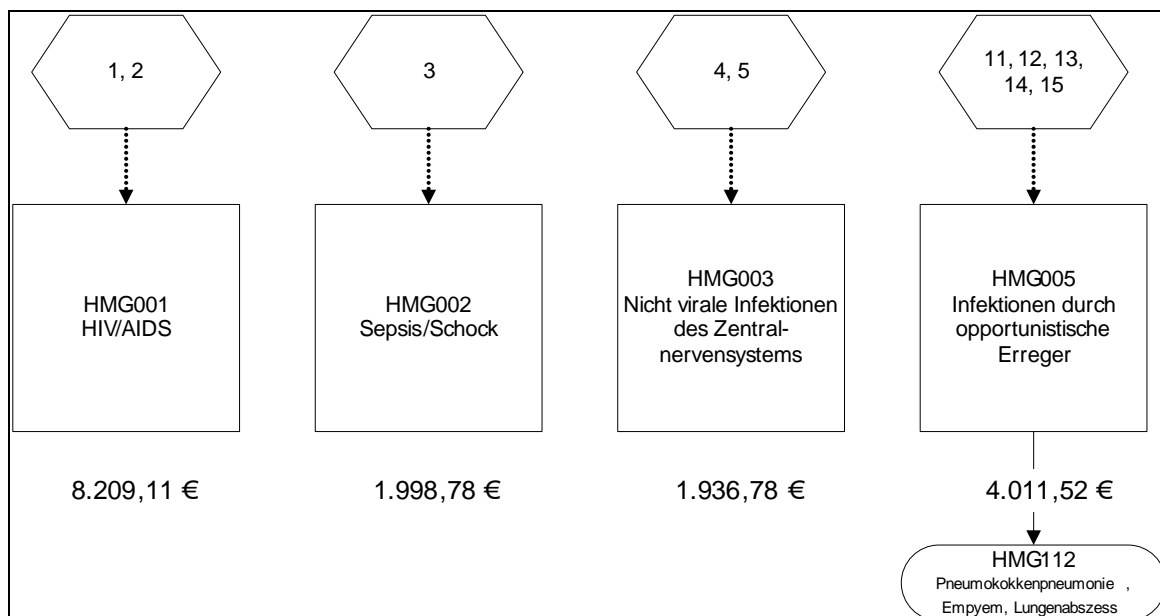 1, 2
3
4, 5
11, 12, 13,
14, 15
HMG001
HIV/AIDS
HMG002
Sepsis/Schock
HMG003
Nicht virale Infektionen
des Zentral-
nervensystems
HMG005
Infektionen durch
opportunistische
Erreger
8.209,11 €
1.998,78 €
1.936,78 €
4.011,52 €
HMG112
Pneumokokkenpneumonie ,
Empyem, Lungenabszess